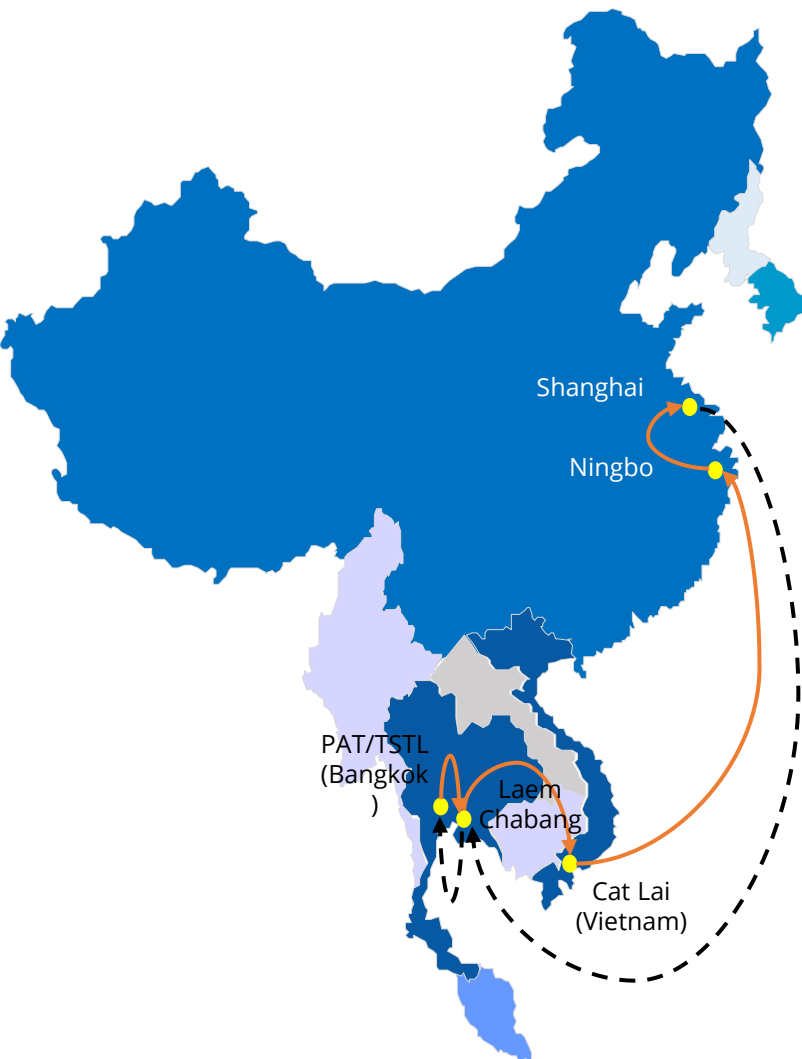 Shanghai
Ningbo
PAT/TSTL
(Bangkok
)
Laem
Chabang
Cat Lai
(Vietnam)